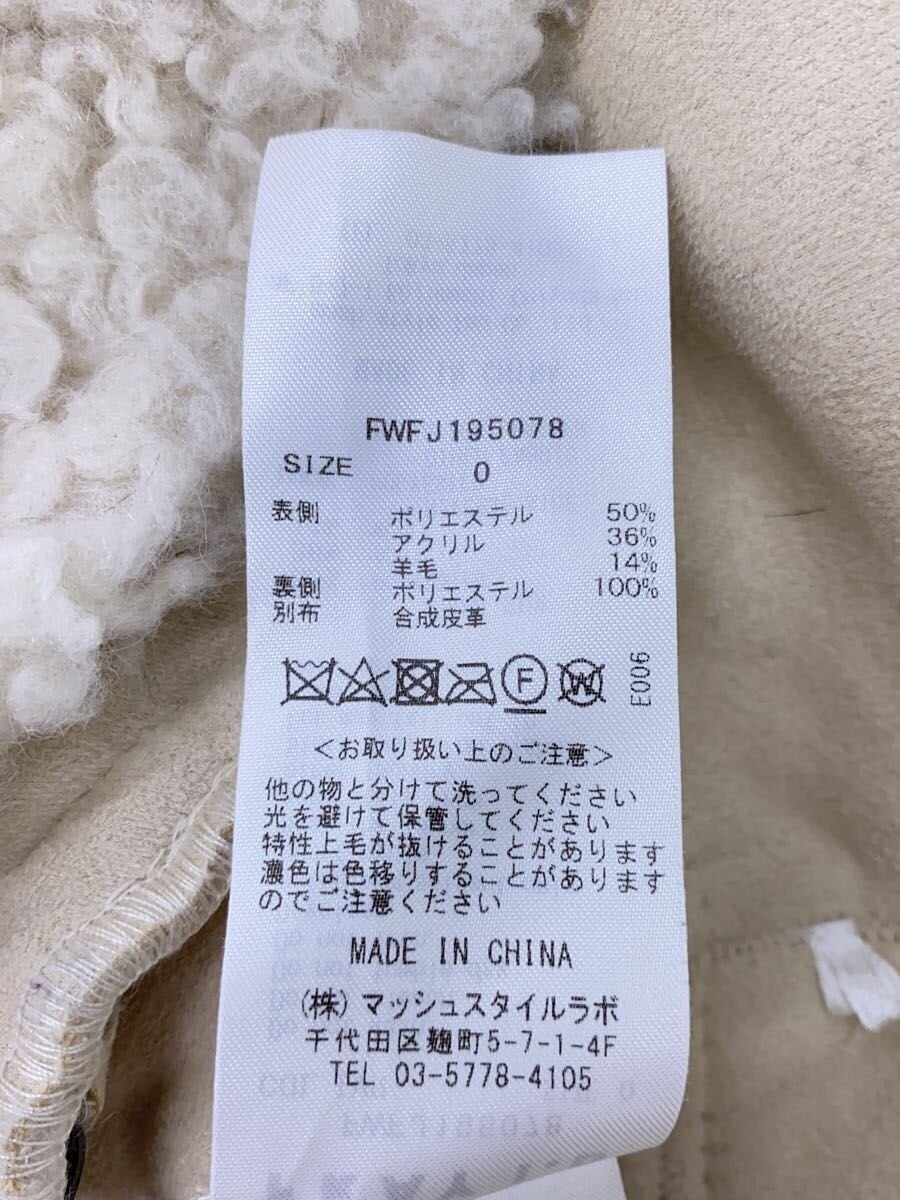 FWFJ195078
SIZE 0
表側 ポリエステル 50%
アクリル 36%
羊毛 14%
裏側 ポリエステル 100%
別布 合成皮革
F W E006
<お取り扱い上のご注意>
他の物と分けて洗ってください
光を避けて保管してください
特性上毛が抜けることがあります
濃色は色移りすることがあります
のでご注意ください
MADE IN CHINA
(株)マッシュスタイルラボ
千代田区麹町5-7-1-4F
TEL 03-5778-4105